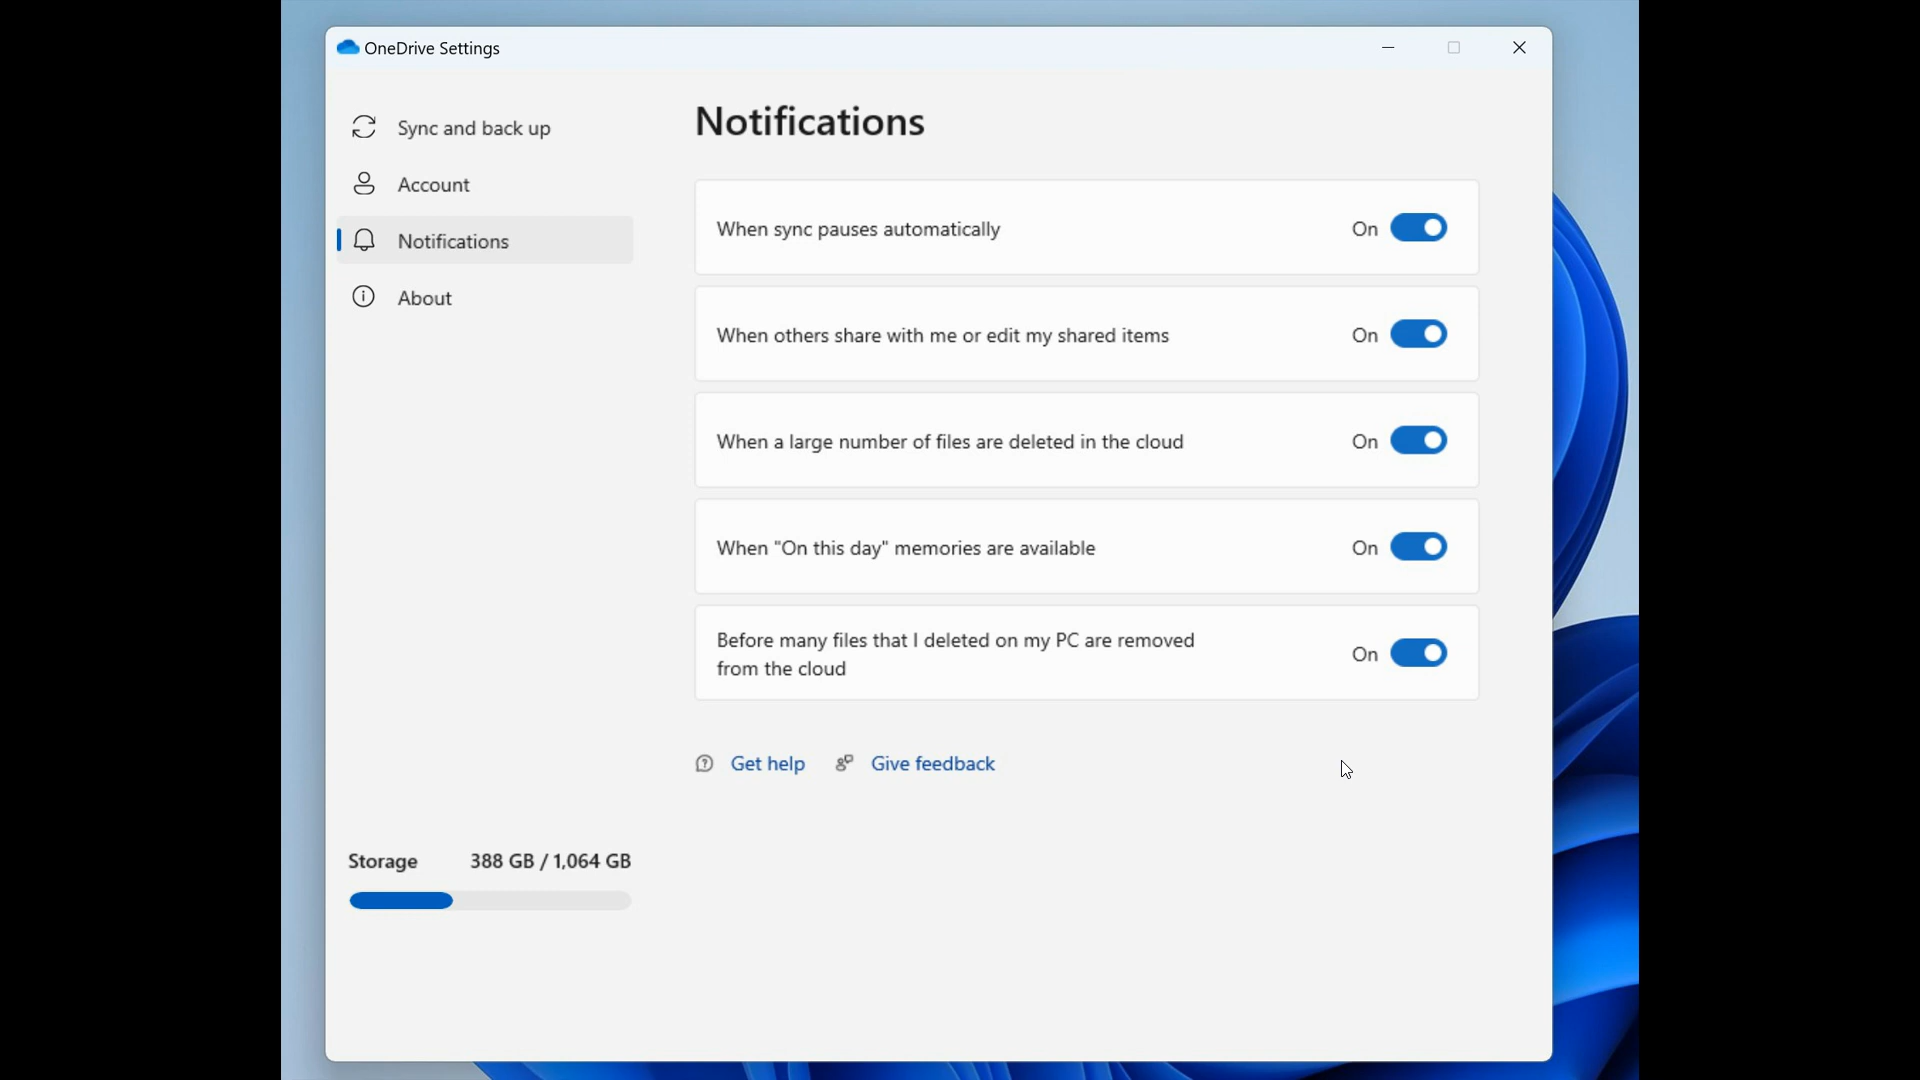 OneDrive Settings
Sync and back up
Account
Notifications
About
Storage 388 GB / 1,064 GB
Notifications
When sync pauses automatically On
When others share with me or edit my shared items On
When a large number of files are deleted in the cloud On
When "On this day" memories are available On
Before many files that I deleted on my PC are removed
from the cloud On
Get help Give feedback